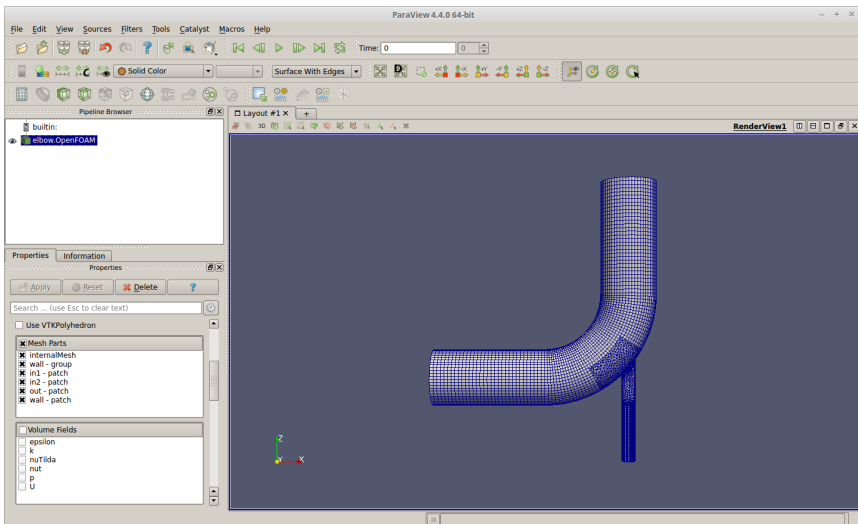 ParaView 4.4.0 64-bit
File Edit View Sources Filters Tools Catalyst Macros Help
Time: 0 0
Solid Color Surface With Edges
Pipeline Browser
Layout #1
builtin:
3D
RenderView1
elbow.OpenFOAM
Properties Information
Properties
Apply Reset Delete ?
Search ... (use Esc to clear text)
Use VTKPolyhedron
Mesh Parts
internalMesh
wall - group
in1 - patch
in2 - patch
out - patch
wall - patch
Volume Fields
epsilon
k
nuTilda
nut
p
U
Z
Y X